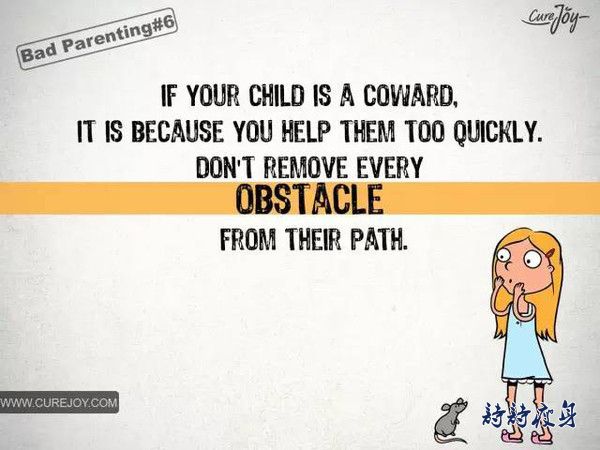 Bad Parenting#6
CureJoy
IF YOUR CHILD IS A COWARD,
IT IS BECAUSE YOU HELP THEM TOO QUICKLY.
DON'T REMOVE EVERY
OBSTACLE
FROM THEIR PATH.
WWW.CUREJOY.COM